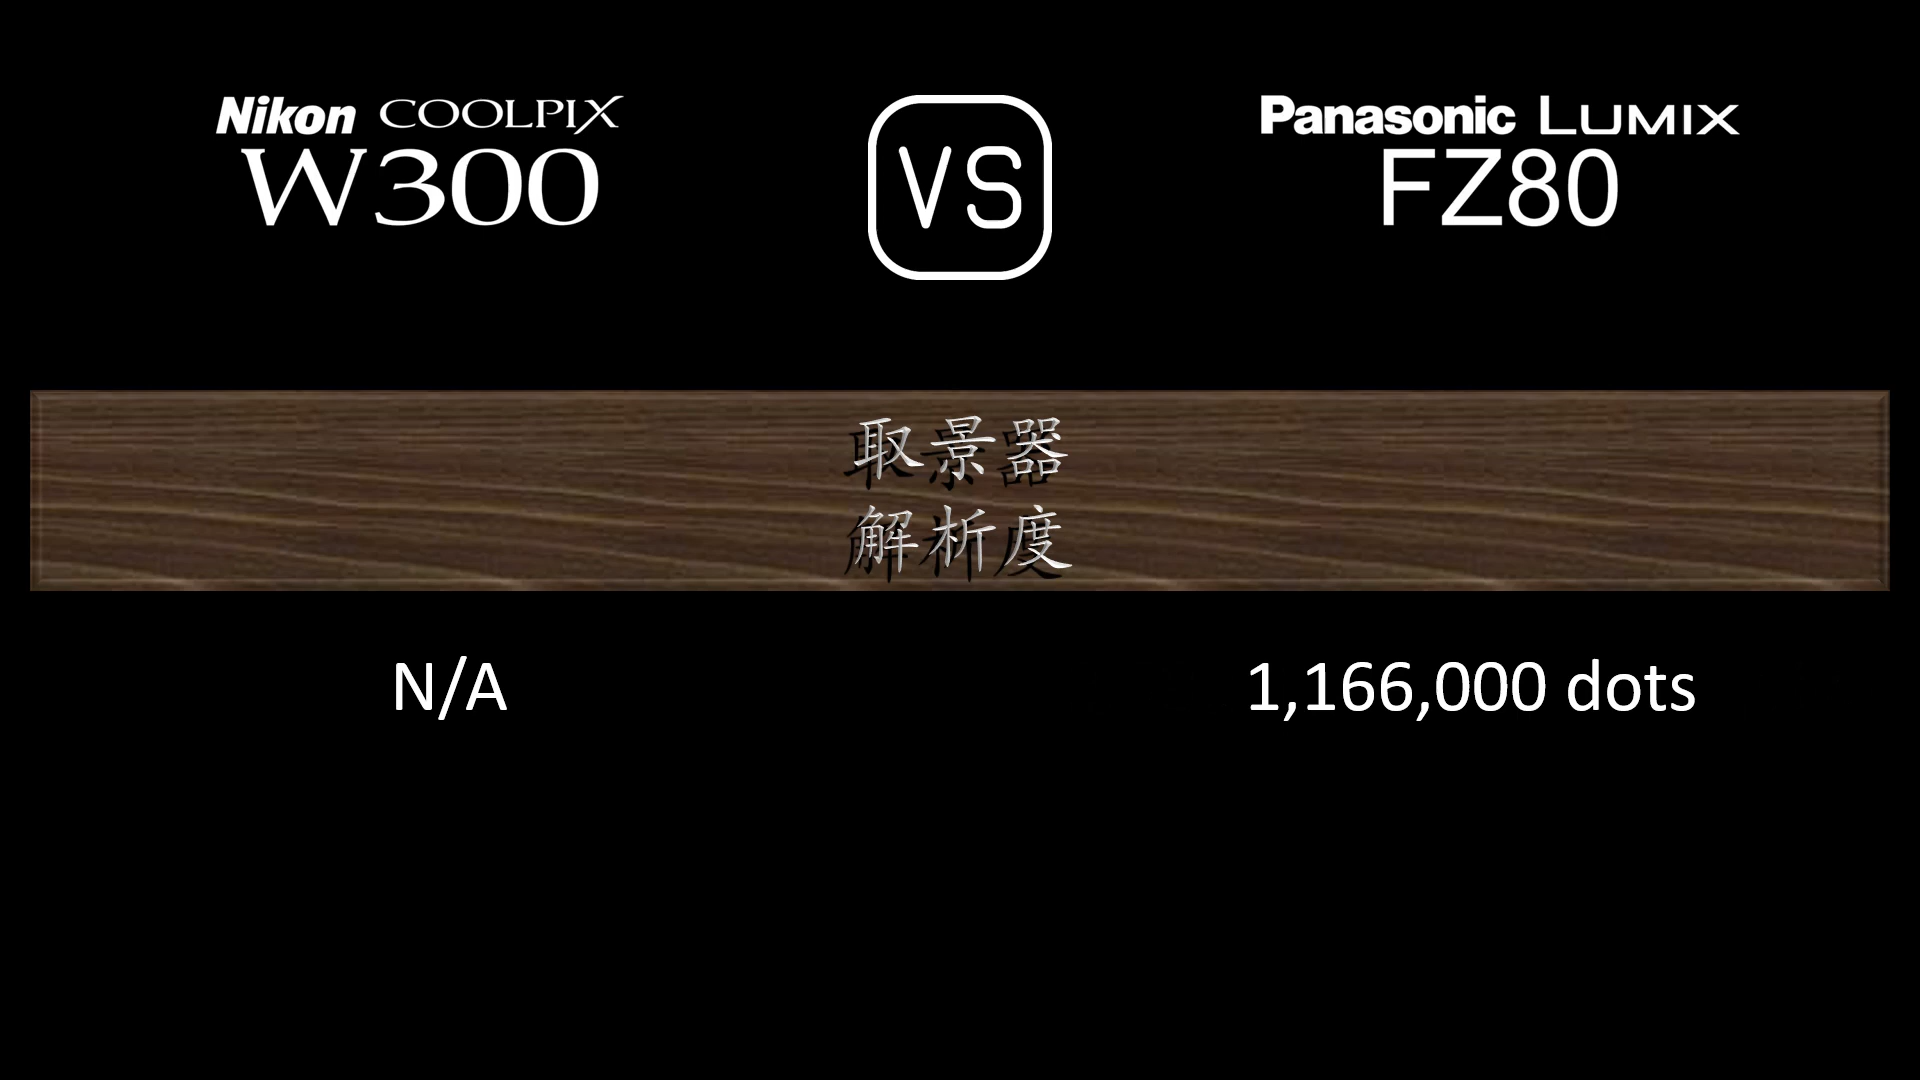 Nikon COOLPIX
W300
VS
Panasonic LUMIX
FZ80
取景器
解析度
N/A
1,166,000 dots